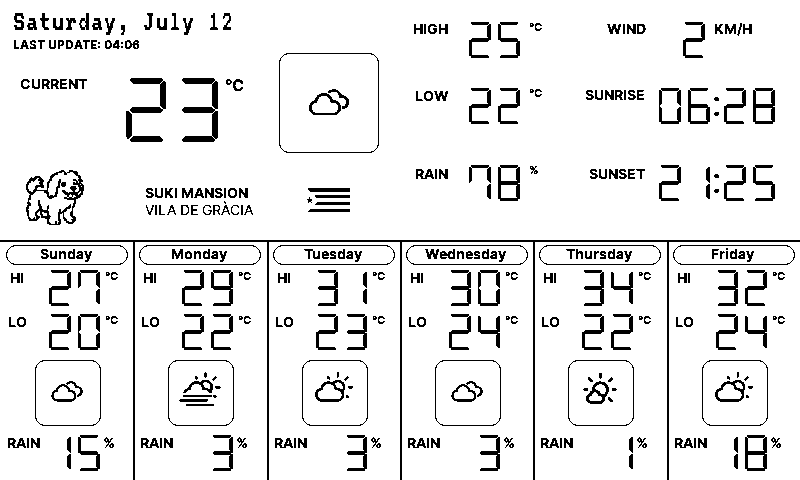 Saturday, July 12
LAST UPDATE: 04:06
CURRENT 23 °C
HIGH 25 °C
WIND 2 KM/H
LOW 22 °C
SUNRISE 06:28
RAIN 78 %
SUNSET 21:25
SUKI MANSION
VILA DE GRÀCIA
Sunday
HI 27 °C
LO 20 °C
RAIN 15 %
Monday
HI 29 °C
LO 22 °C
RAIN 3 %
Tuesday
HI 31 °C
LO 23 °C
RAIN 3 %
Wednesday
HI 30 °C
LO 24 °C
RAIN 3 %
Thursday
HI 34 °C
LO 22 °C
RAIN 1 %
Friday
HI 32 °C
LO 24 °C
RAIN 18 %